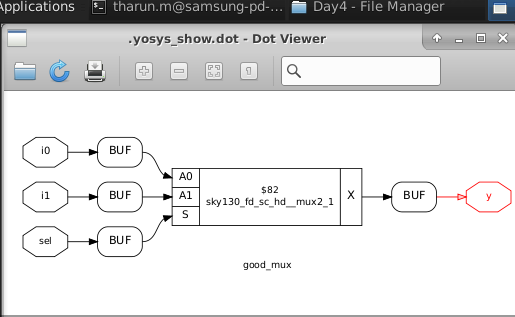 Applications
tharun.m@samsung-pd-...
Day4 - File Manager
.yosys_show.dot - Dot Viewer
i0
BUF
i1
BUF
sel
BUF
A0
A1
S
$82
sky130_fd_sc_hd__mux2_1
X
BUF
y
good_mux